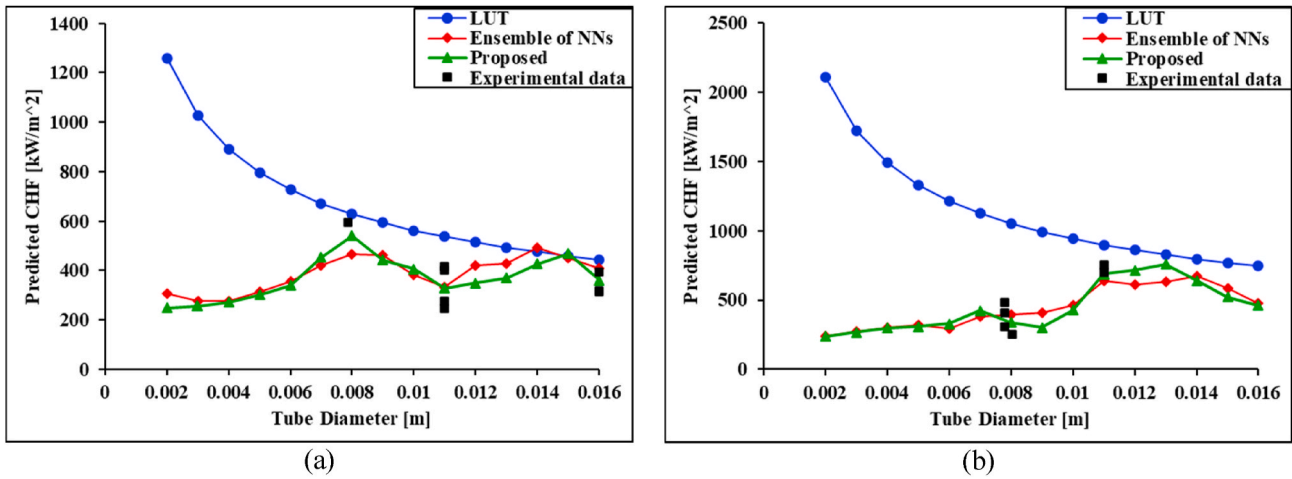 1400
1200
1000
800
600
400
200
0
Predicted CHF [kW/m^2]
LUT
Ensemble of NNs
Proposed
Experimental data
0 0.002 0.004 0.006 0.008 0.01 0.012 0.014 0.016
Tube Diameter [m]
(a)
2500
2000
1500
1000
500
0
Predicted CHF [kW/m^2]
LUT
Ensemble of NNs
Proposed
Experimental data
0 0.002 0.004 0.006 0.008 0.01 0.012 0.014 0.016
Tube Diameter [m]
(b)